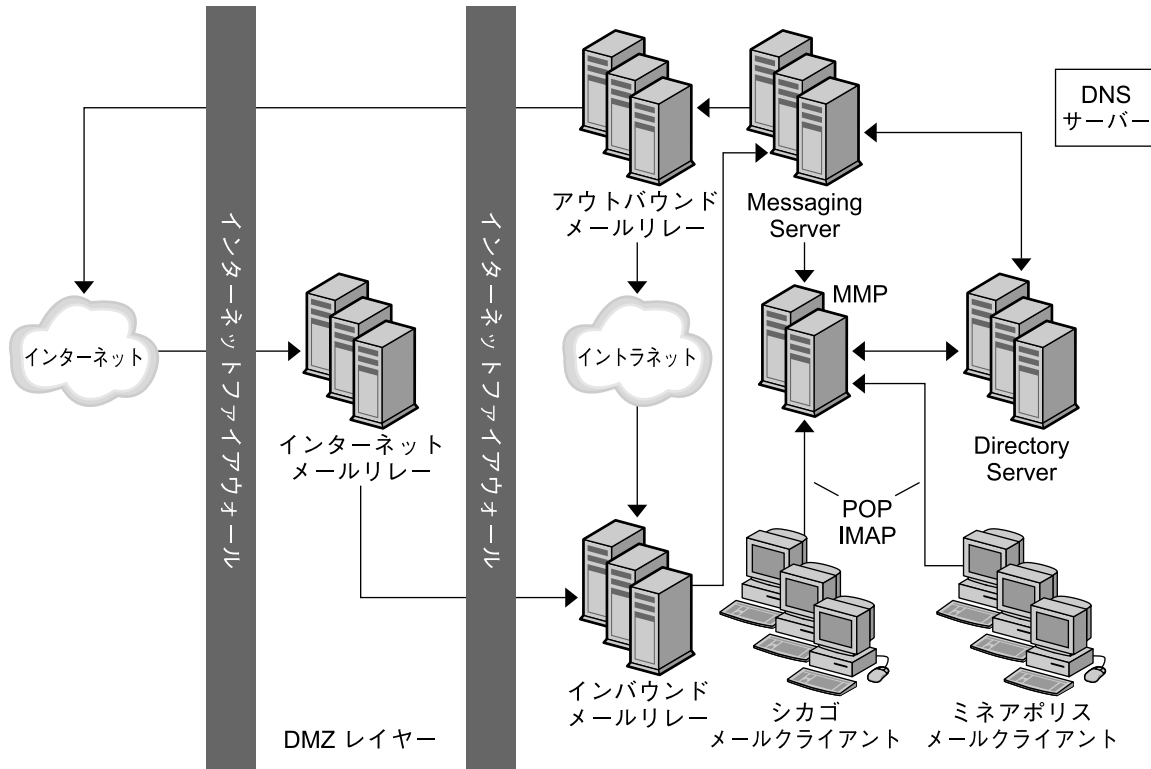 DNS
サーバー
アウトバウンド
メールリレー
Messaging
Server
インターネットファイアウォール
インターネットファイアウォール
MMP
インターネット
イントラネット
インターネット
メールリレー
Directory
Server
POP
IMAP
インバウンド
メールリレー
シカゴ
メールクライアント
ミネアポリス
メールクライアント
DMZ レイヤー